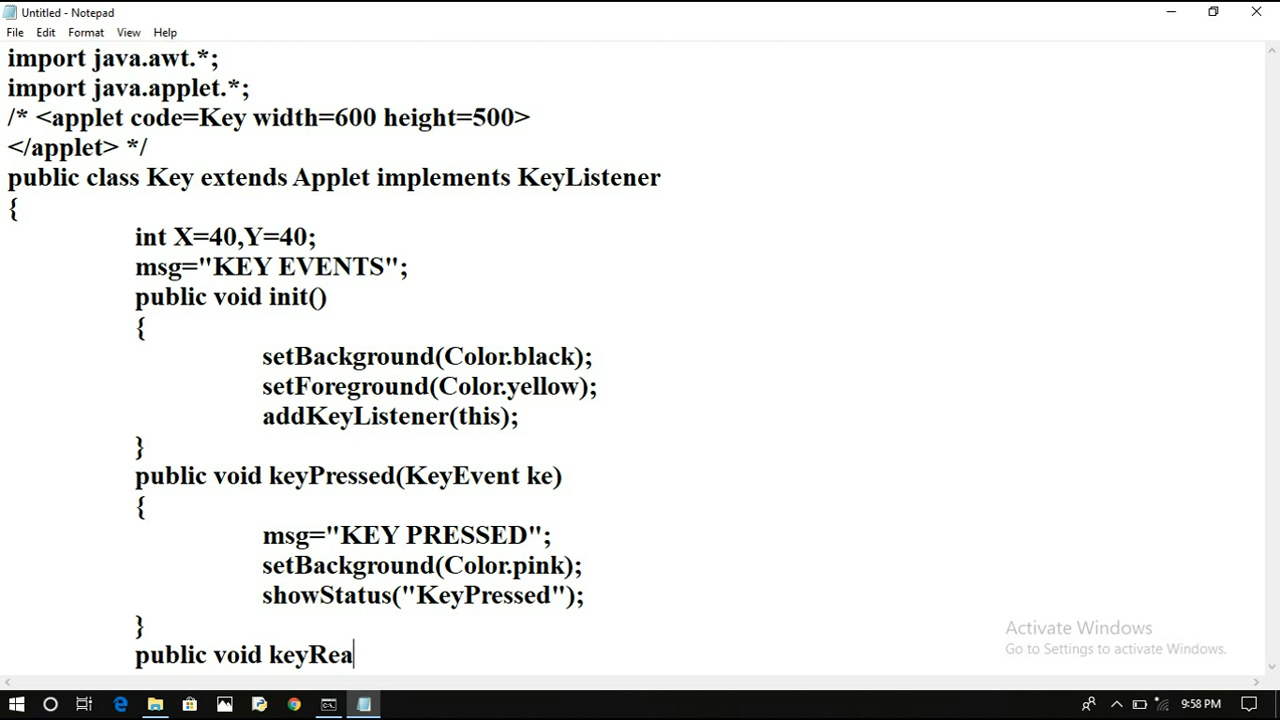 Untitled - Notepad
File Edit Format View Help
import java.awt.*;
import java.applet.*;
/* <applet code=Key width=600 height=500>
</applet> */
public class Key extends Applet implements KeyListener
{
int X=40,Y=40;
msg="KEY EVENTS";
public void init()
{
setBackground(Color.black);
setForeground(Color.yellow);
addKeyListener(this);
}
public void keyPressed(KeyEvent ke)
{
msg="KEY PRESSED";
setBackground(Color.pink);
showStatus("KeyPressed");
}
public void keyRea
Activate Windows
Go to Settings to activate Windows.
9:58 PM